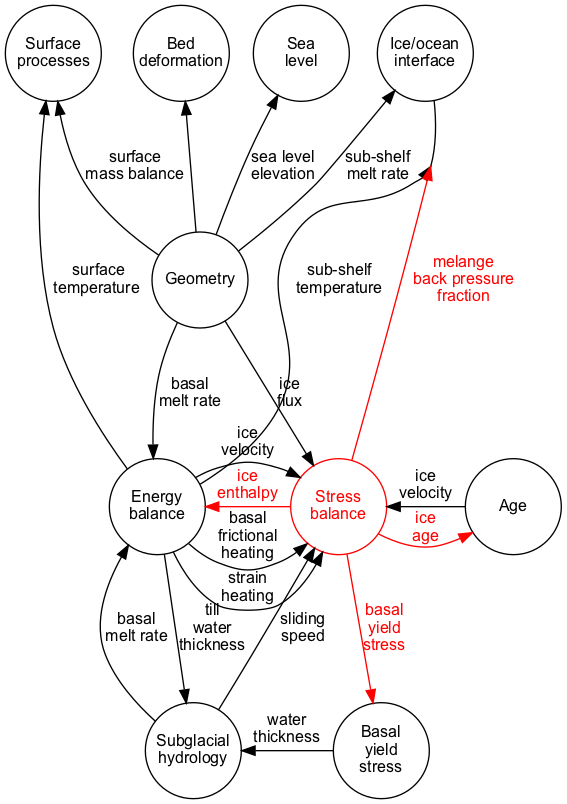 Surface
processes
Bed
deformation
Sea
level
Ice/ocean
interface
surface
mass balance
sea level
elevation
sub-shelf
melt rate
surface
temperature
Geometry
sub-shelf
temperature
melange
back pressure
fraction
basal
melt rate
ice
flux
ice
velocity
ice
enthalpy
basal
frictional
heating
strain
heating
Energy
balance
Stress
balance
ice
velocity
ice
age
Age
basal
melt rate
till
water
thickness
sliding
speed
basal
yield
stress
Subglacial
hydrology
water
thickness
Basal
yield
stress